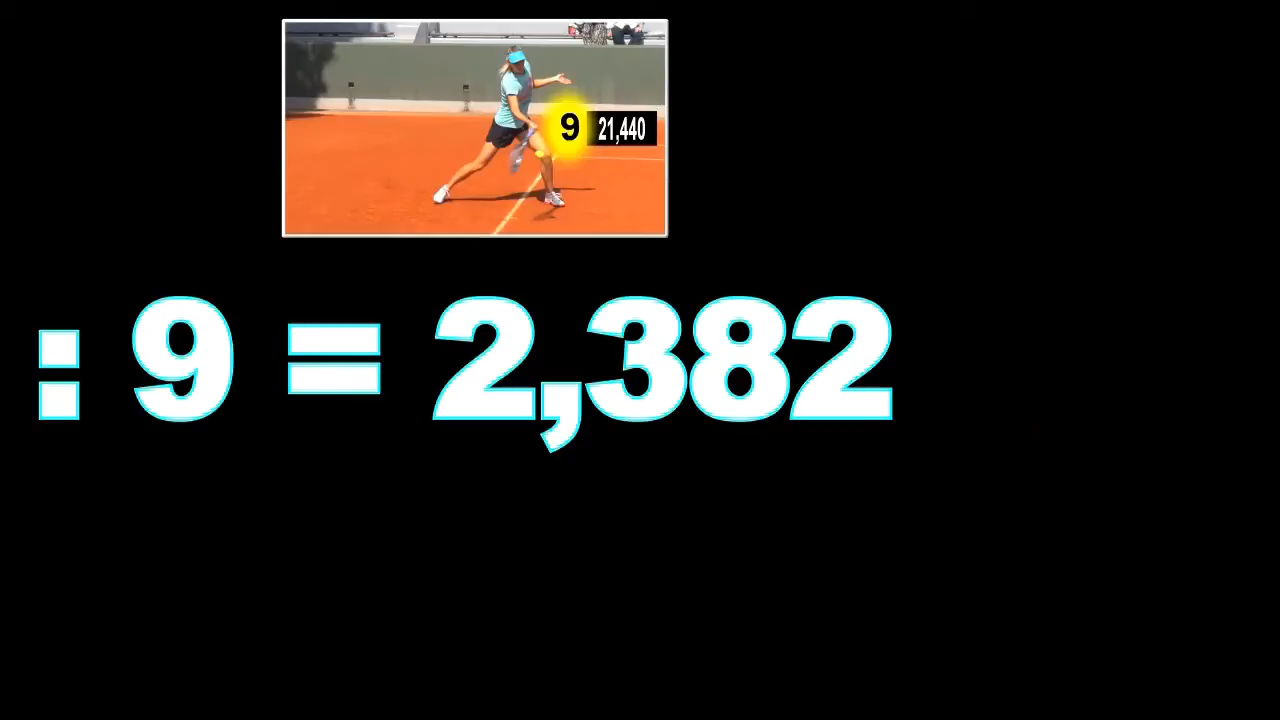 9 21,440
: 9 = 2,382